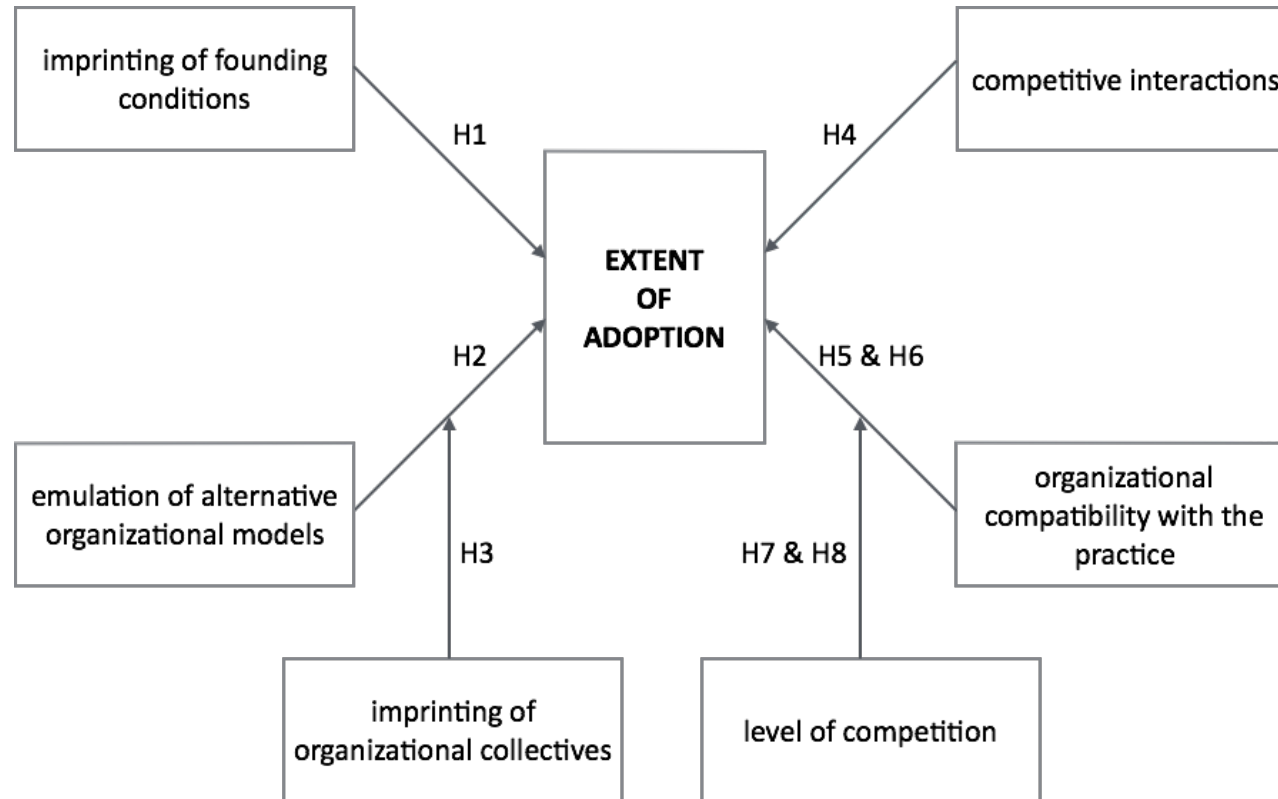 imprinting of founding
conditions
competitive interactions
H1
H4
EXTENT
OF
ADOPTION
H2
H5 & H6
emulation of alternative
organizational models
organizational
compatibility with the
practice
H3
H7 & H8
imprinting of
organizational collectives
level of competition